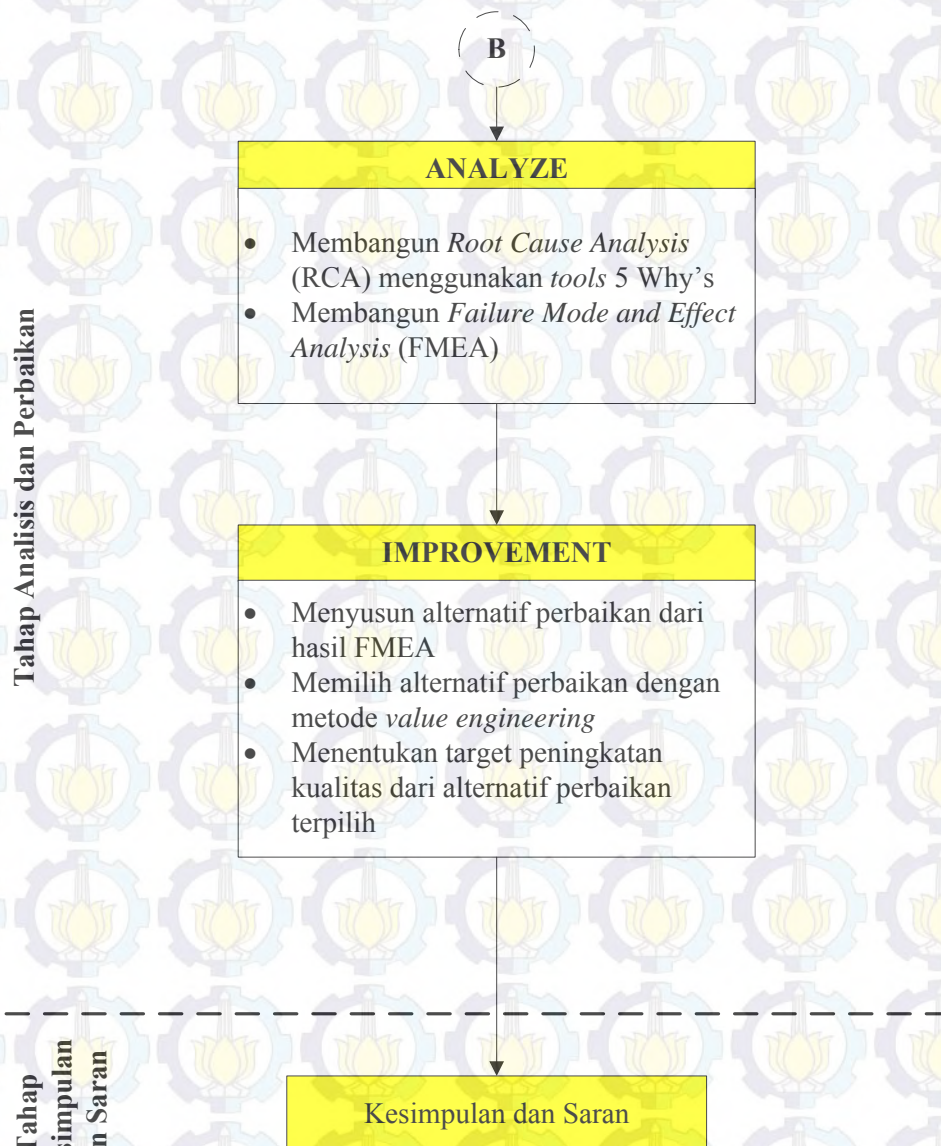 B
ANALYZE
• Membangun Root Cause Analysis
(RCA) menggunakan tools 5 Why's
• Membangun Failure Mode and Effect
Analysis (FMEA)
Tahap Analisis dan Perbaikan
IMPROVEMENT
• Menyusun alternatif perbaikan dari
hasil FMEA
• Memilih alternatif perbaikan dengan
metode value engineering
• Menentukan target peningkatan
kualitas dari alternatif perbaikan
terpilih
Tahap
Saran
Kesimpulan dan Saran